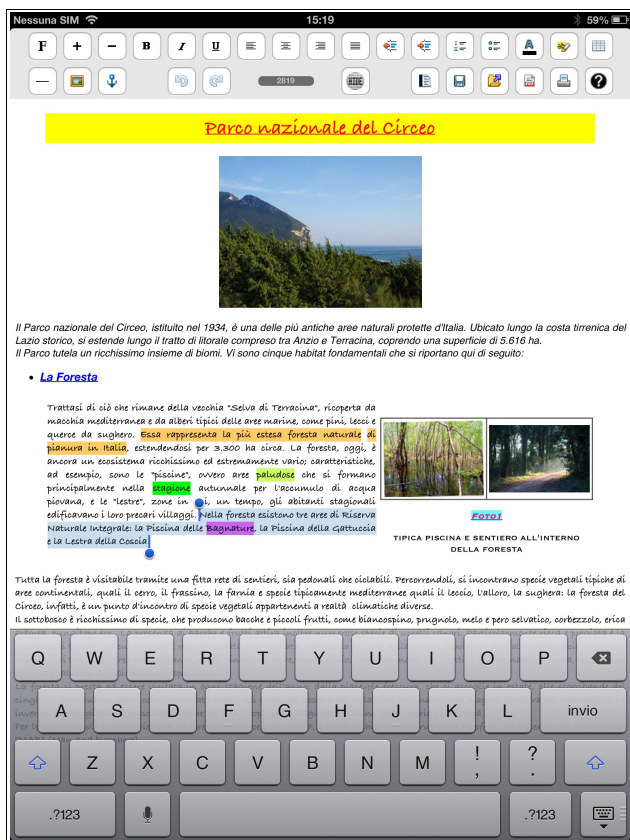 Nessuna SIM 15:19 59%
F + − B I U A
2819 HIDE PDF ?
Parco nazionale del Circeo
Il Parco nazionale del Circeo, istituito nel 1934, è una delle più antiche aree naturali protette d'Italia. Ubicato lungo la costa tirrenica del
Lazio storico, si estende lungo il tratto di litorale compreso tra Anzio e Terracina, coprendo una superficie di 5.616 ha.
Il Parco tutela un ricchissimo insieme di biomi. Vi sono cinque habitat fondamentali che si riportano qui di seguito:
• La Foresta
Trattasi di ciò che rimane della vecchia "Selva di Terracina", ricoperta da
macchia mediterranea e da alberi tipici delle aree marine, come pini, lecci e
querce da sughero. Essa rappresenta la più estesa foresta naturale di
pianura in Italia, estendendosi per 3.300 ha circa. La foresta, oggi, è
ancora un ecosistema ricchissimo ed estremamente vario; caratteristiche,
ad esempio, sono le "piscine", ovvero aree paludose che si formano
principalmente nella stagione autunnale per l'accumulo di acqua
piovana, e le "lestre", zone in i, un tempo, gli abitanti stagionali
edificavano i loro precari villaggi. Nella foresta esistono tre aree di Riserva
Naturale Integrale: la Piscina delle Bagnature, la Piscina della Gattuccia
e la Lestra della Coscia
Foto1
TIPICA PISCINA E SENTIERO ALL'INTERNO
DELLA FORESTA
Tutta la foresta è visitabile tramite una fitta rete di sentieri, sia pedonali che ciclabili. Percorrendoli, si incontrano specie vegetali tipiche di
aree continentali, quali il cerro, il frassino, la farnia e specie tipicamente mediterranee quali il leccio, l'alloro, la sughera: la foresta del
Circeo, infatti, è un punto d'incontro di specie vegetali appartenenti a realtà climatiche diverse.
Il sottobosco è ricchissimo di specie, che producono bacche e piccoli frutti, come biancospino, prugnolo, melo e pero selvatico, corbezzolo, erica
Q W E R T Y U I O P
A S D F G H J K L invio
Z X C V B N M ! , ? .
.?123 .?123